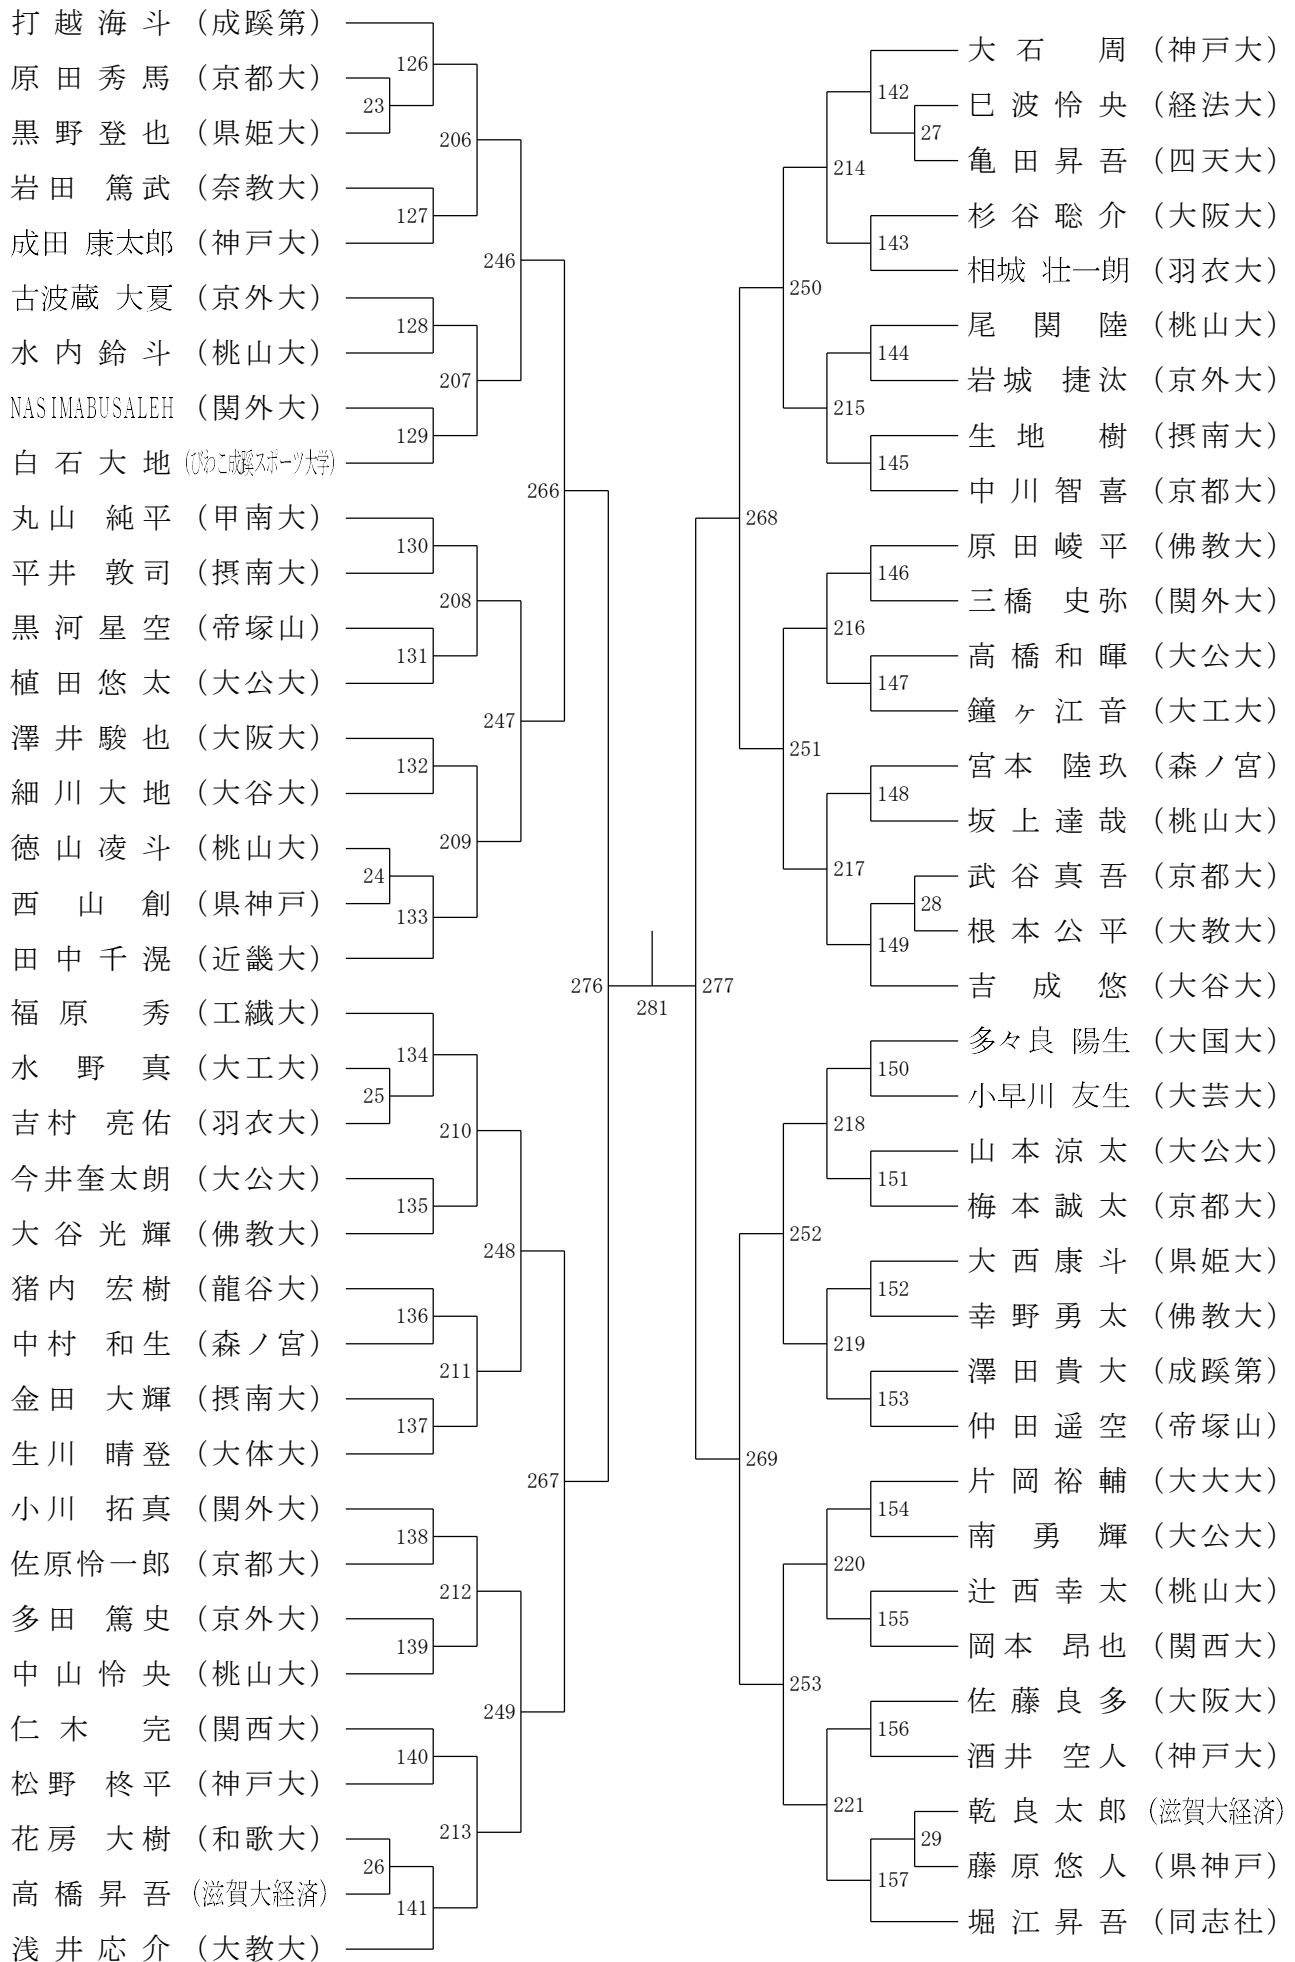 打越海斗 (成蹊第)
126
原田秀馬 (京都大)
23
黒野登也 (県姫大)
206
岩田 篤武 (奈教大)
127
成田 康太郎 (神戸大)
246
古波蔵 大夏 (京外大)
128
水内鈴斗 (桃山大)
207
NASIMABUSALEH (関外大)
129
白石大地 (びわこ成蹊スポーツ大学)
266
丸山 純平 (甲南大)
130
平井 敦司 (摂南大)
208
黒河星空 (帝塚山)
131
植田悠太 (大公大)
247
澤井駿也 (大阪大)
132
細川大地 (大谷大)
209
徳山凌斗 (桃山大)
24
西山創 (県神戸)
133
田中千滉 (近畿大)
276
福原 秀 (工繊大)
134
水野真 (大工大)
25
吉村 亮佑 (羽衣大)
210
今井奎太朗 (大公大)
135
大谷光輝 (佛教大)
248
猪内 宏樹 (龍谷大)
136
中村 和生 (森ノ宮)
211
金田 大輝 (摂南大)
137
生川 晴登 (大体大)
267
小川 拓真 (関外大)
138
佐原怜一郎 (京都大)
212
多田 篤史 (京外大)
139
中山怜央 (桃山大)
249
仁木 完 (関西大)
140
松野 柊平 (神戸大)
213
花房 大樹 (和歌大)
26
高橋昇吾 (滋賀大経済)
141
浅井応介 (大教大)
281
大石 周 (神戸大)
142
巳波怜央 (経法大)
27
亀田昇吾 (四天大)
214
杉谷聡介 (大阪大)
143
相城 壮一朗 (羽衣大)
250
尾関陸 (桃山大)
144
岩城 捷汰 (京外大)
215
生地 樹 (摂南大)
145
中川智喜 (京都大)
268
原田崚平 (佛教大)
146
三橋 史弥 (関外大)
216
高橋和暉 (大公大)
147
鐘ヶ江音 (大工大)
251
宮本 陸玖 (森ノ宮)
148
坂上達哉 (桃山大)
217
武谷真吾 (京都大)
28
根本公平 (大教大)
149
吉成悠 (大谷大)
277
多々良 陽生 (大国大)
150
小早川 友生 (大芸大)
218
山本涼太 (大公大)
151
梅本誠太 (京都大)
252
大西康斗 (県姫大)
152
幸野勇太 (佛教大)
219
澤田貴大 (成蹊第)
153
仲田遥空 (帝塚山)
269
片岡裕輔 (大大大)
154
南勇輝 (大公大)
220
辻西幸太 (桃山大)
155
岡本 昂也 (関西大)
253
佐藤良多 (大阪大)
156
酒井 空人 (神戸大)
221
乾良太郎 (滋賀大経済)
29
藤原悠人 (県神戸)
157
堀江昇吾 (同志社)